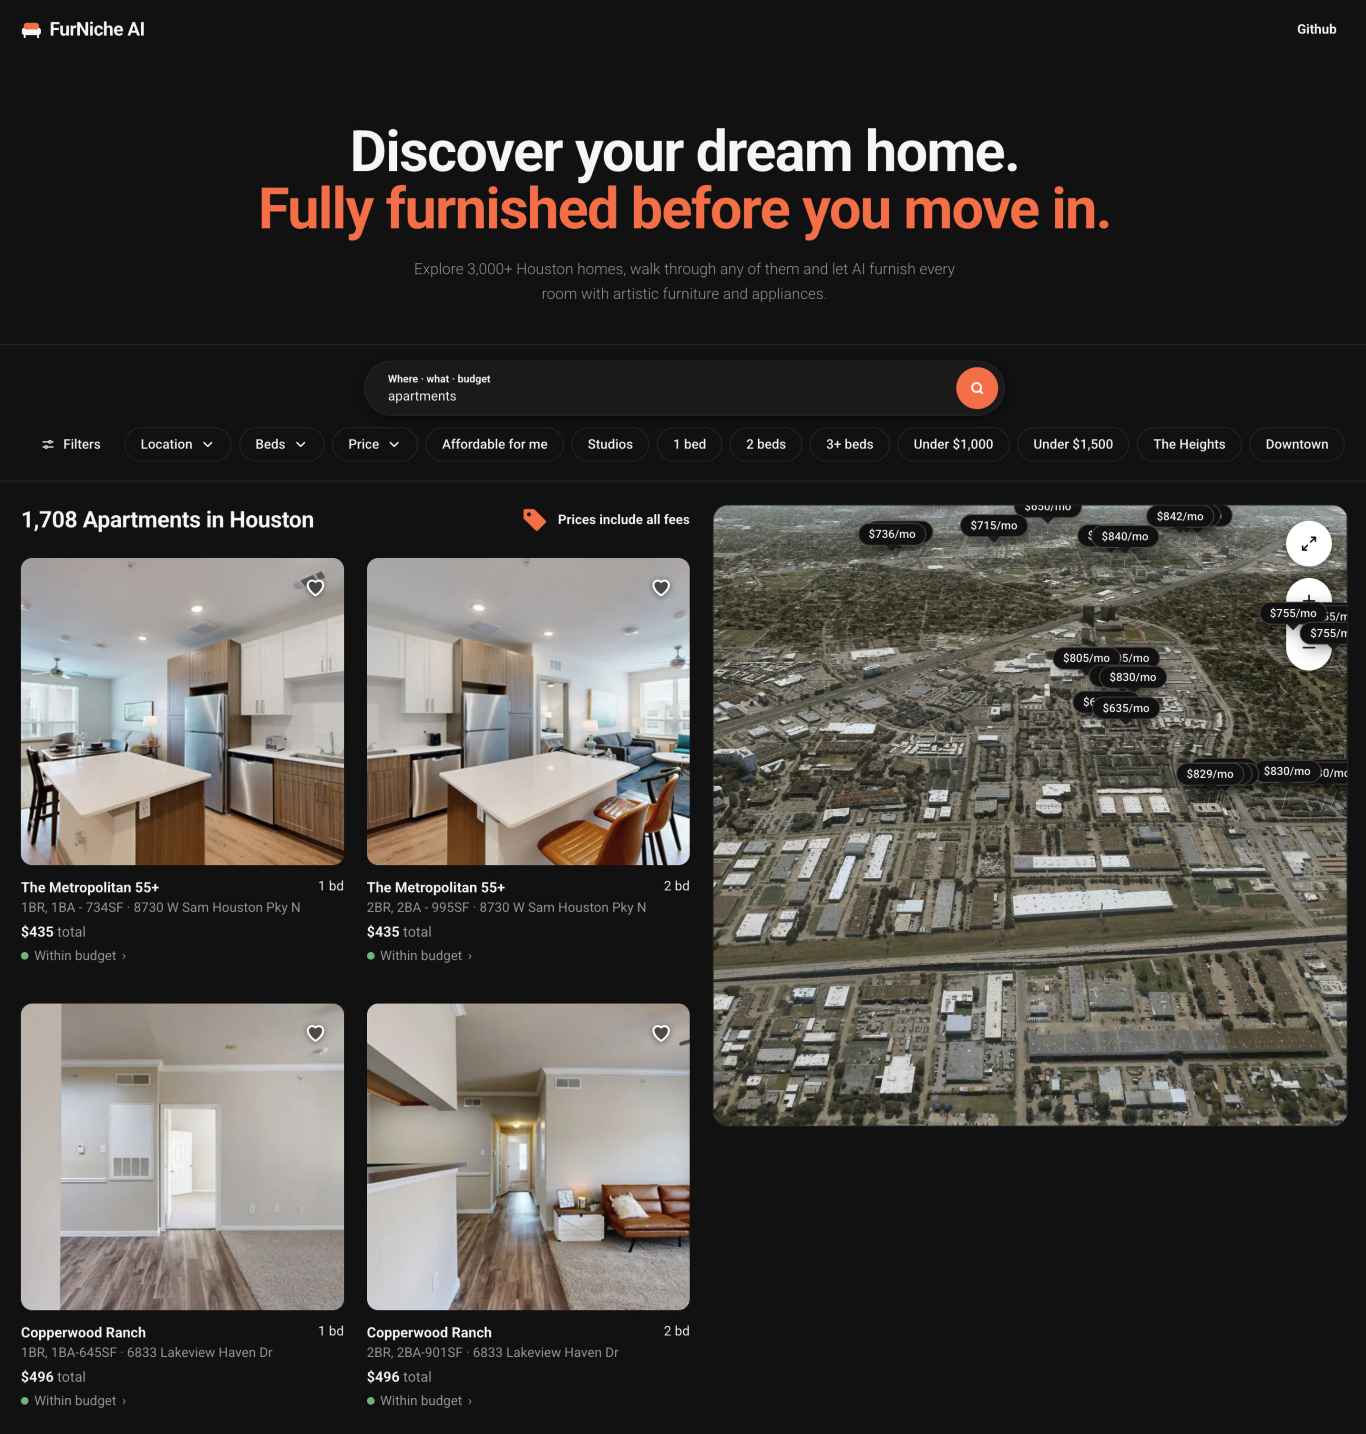 FurNiche AI
Github
Discover your dream home.
Fully furnished before you move in.
Explore 3,000+ Houston homes, walk through any of them and let AI furnish every
room with artistic furniture and appliances.
Where · what · budget
apartments
Filters
Location
Beds
Price
Affordable for me
Studios
1 bed
2 beds
3+ beds
Under $1,000
Under $1,500
The Heights
Downtown
1,708 Apartments in Houston
Prices include all fees
The Metropolitan 55+
1 bd
1BR, 1BA - 734SF · 8730 W Sam Houston Pky N
$435 total
Within budget ›
The Metropolitan 55+
2 bd
2BR, 2BA - 995SF · 8730 W Sam Houston Pky N
$435 total
Within budget ›
Copperwood Ranch
1 bd
1BR, 1BA-645SF · 6833 Lakeview Haven Dr
$496 total
Within budget ›
Copperwood Ranch
2 bd
2BR, 2BA-901SF · 6833 Lakeview Haven Dr
$496 total
Within budget ›
$650/mo
$842/mo
$715/mo
$736/mo
$840/mo
$755/mo
$755/m
$805/mo
5/mo
$830/mo
$635/mo
$829/mo
$830/mo